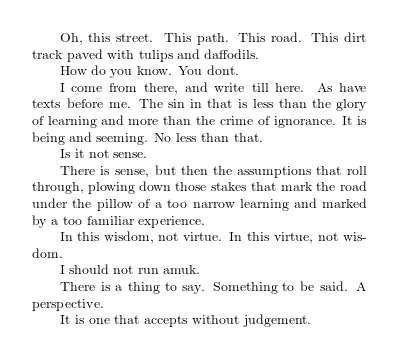 Oh, this street. This path. This road. This dirt
track paved with tulips and daffodils.
How do you know. You dont.
I come from there, and write till here. As have
texts before me. The sin in that is less than the glory
of learning and more than the crime of ignorance. It is
being and seeming. No less than that.
Is it not sense.
There is sense, but then the assumptions that roll
through, plowing down those stakes that mark the road
under the pillow of a too narrow learning and marked
by a too familiar experience.
In this wisdom, not virtue. In this virtue, not wis-
dom.
I should not run amuk.
There is a thing to say. Something to be said. A
perspective.
It is one that accepts without judgement.